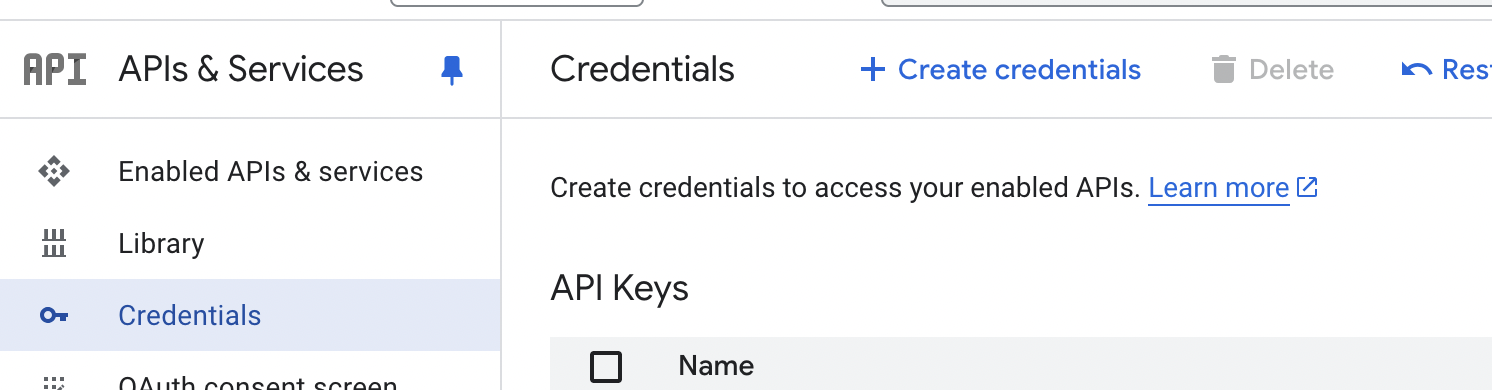 API APIs & Services
Credentials
Create credentials
Delete
Rest
Enabled APIs & services
Library
Credentials
OAuth consent screen
Create credentials to access your enabled APIs. Learn more
API Keys
Name